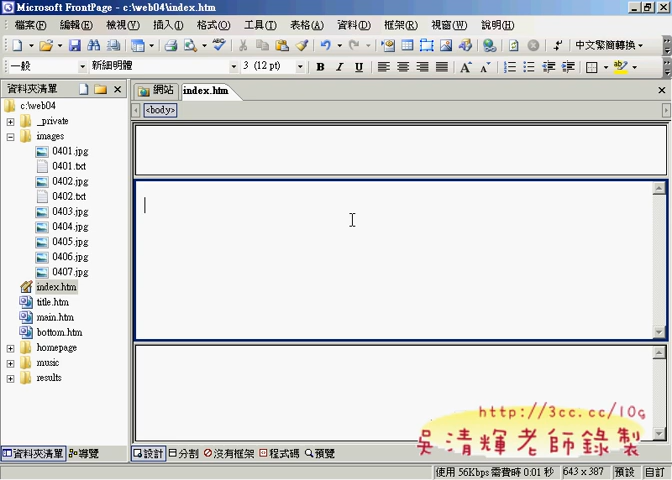 Microsoft FrontPage - c:\web04\index.htm
檔案(F) 編輯(E) 檢視(V) 插入(I) 格式(O) 工具(T) 表格(A) 資料(D) 框架(R) 視窗(W) 說明(H)
中文繁簡轉換
一般 新細明體 3 (12 pt) B I U
資料夾清單
網站 index.htm
c:\web04
<body>
_private
images
0401.jpg
0401.txt
0402.jpg
0402.txt
0403.jpg
0404.jpg
0405.jpg
0406.jpg
0407.jpg
index.htm
title.htm
main.htm
bottom.htm
homepage
music
results
http://3cc.cc/10g
吳清輝老師錄製
資料夾清單 導覽 設計 分割 沒有框架 程式碼 預覽
使用 56Kbps 需費時 0:01 秒 643 x 387 預設 自訂